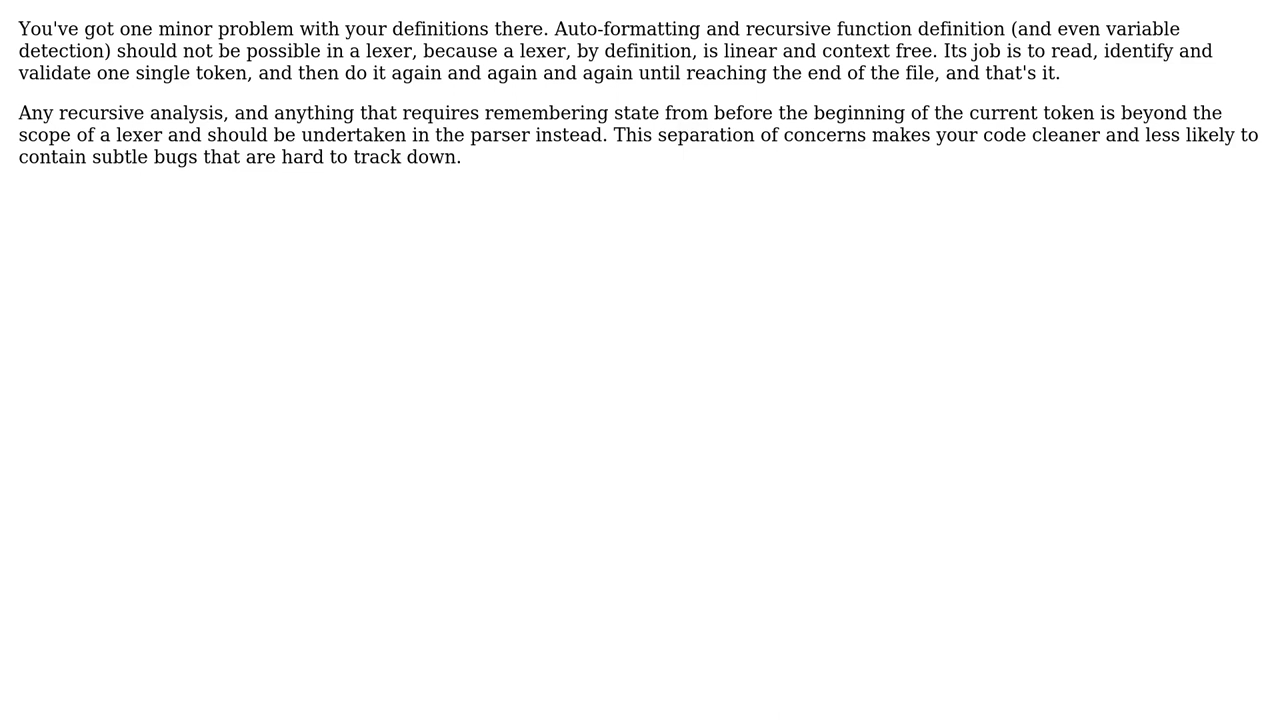 You've got one minor problem with your definitions there. Auto-formatting and recursive function definition (and even variable
detection) should not be possible in a lexer, because a lexer, by definition, is linear and context free. Its job is to read, identify and
validate one single token, and then do it again and again and again until reaching the end of the file, and that's it.
Any recursive analysis, and anything that requires remembering state from before the beginning of the current token is beyond the
scope of a lexer and should be undertaken in the parser instead. This separation of concerns makes your code cleaner and less likely to
contain subtle bugs that are hard to track down.